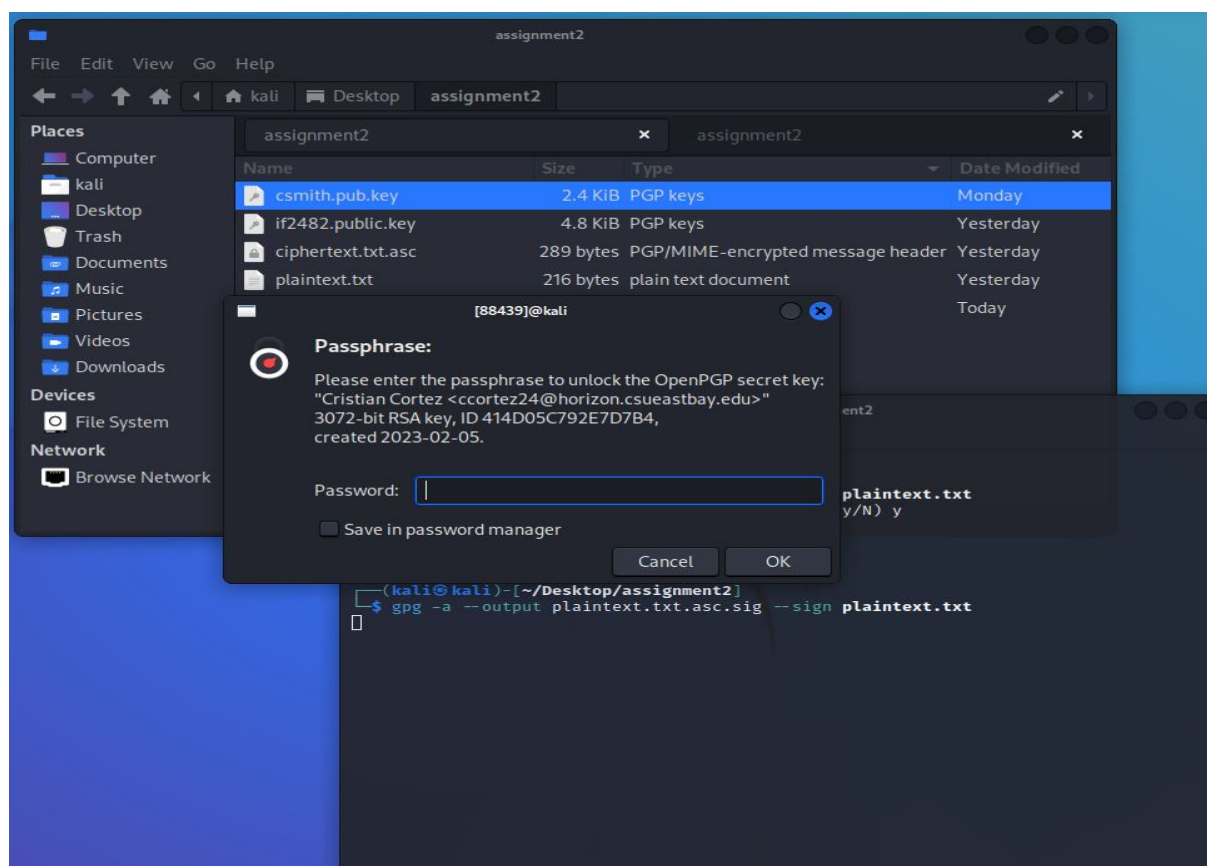 assignment2
File Edit View Go Help
kali Desktop assignment2
Places
Computer
kali
Desktop
Trash
Documents
Music
Pictures
Videos
Downloads
Devices
File System
Network
Browse Network
assignment2 × assignment2 ×
Name Size Type Date Modified
csmith.pub.key 2.4 KiB PGP keys Monday
if2482.public.key 4.8 KiB PGP keys Yesterday
ciphertext.txt.asc 289 bytes PGP/MIME-encrypted message header Yesterday
plaintext.txt 216 bytes plain text document Yesterday
Today
[88439]@kali
Passphrase:
Please enter the passphrase to unlock the OpenPGP secret key:
"Cristian Cortez <ccortez24@horizon.csueastbay.edu>"
3072-bit RSA key, ID 414D05C792E7D7B4,
created 2023-02-05.
Password:
Save in password manager
Cancel OK
ent2
plaintext.txt
y/N) y
(kali㉿kali)-[~/Desktop/assignment2]
$ gpg -a --output plaintext.txt.asc.sig --sign plaintext.txt